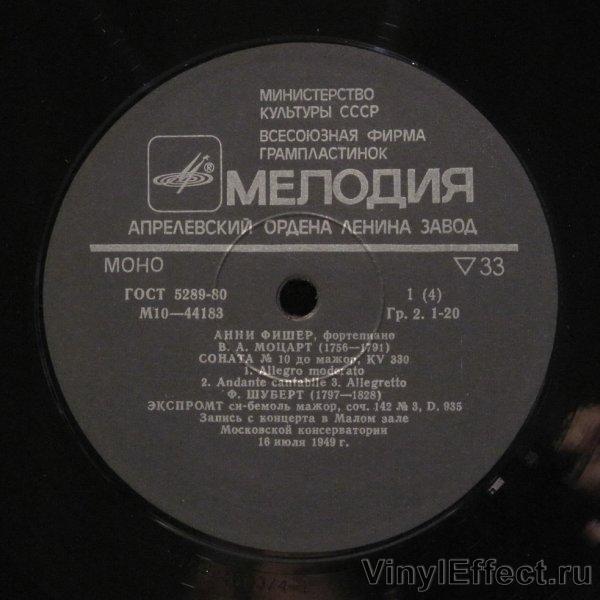 МИНИСТЕРСТВО
КУЛЬТУРЫ СССР
ВСЕСОЮЗНАЯ ФИРМА
ГРАМПЛАСТИНОК
®
МЕЛОДИЯ
АПРЕЛЕВСКИЙ ОРДЕНА ЛЕНИНА ЗАВОД
МОНО ▽33
ГОСТ 5289-80 1 (4)
М10—44183 Гр. 2. 1-20
АННИ ФИШЕР, фортепиано
В. А. МОЦАРТ (1756—1791)
СОНАТА № 10 до мажор, KV 330
1. Allegro moderato
2. Andante cantabile 3. Allegretto
Ф. ШУБЕРТ (1797—1828)
ЭКСПРОМТ си-бемоль мажор, соч. 142 № 3, D. 935
Запись с концерта в Малом зале
Московской консерватории
16 июля 1949 г.
VinylEffect.ru